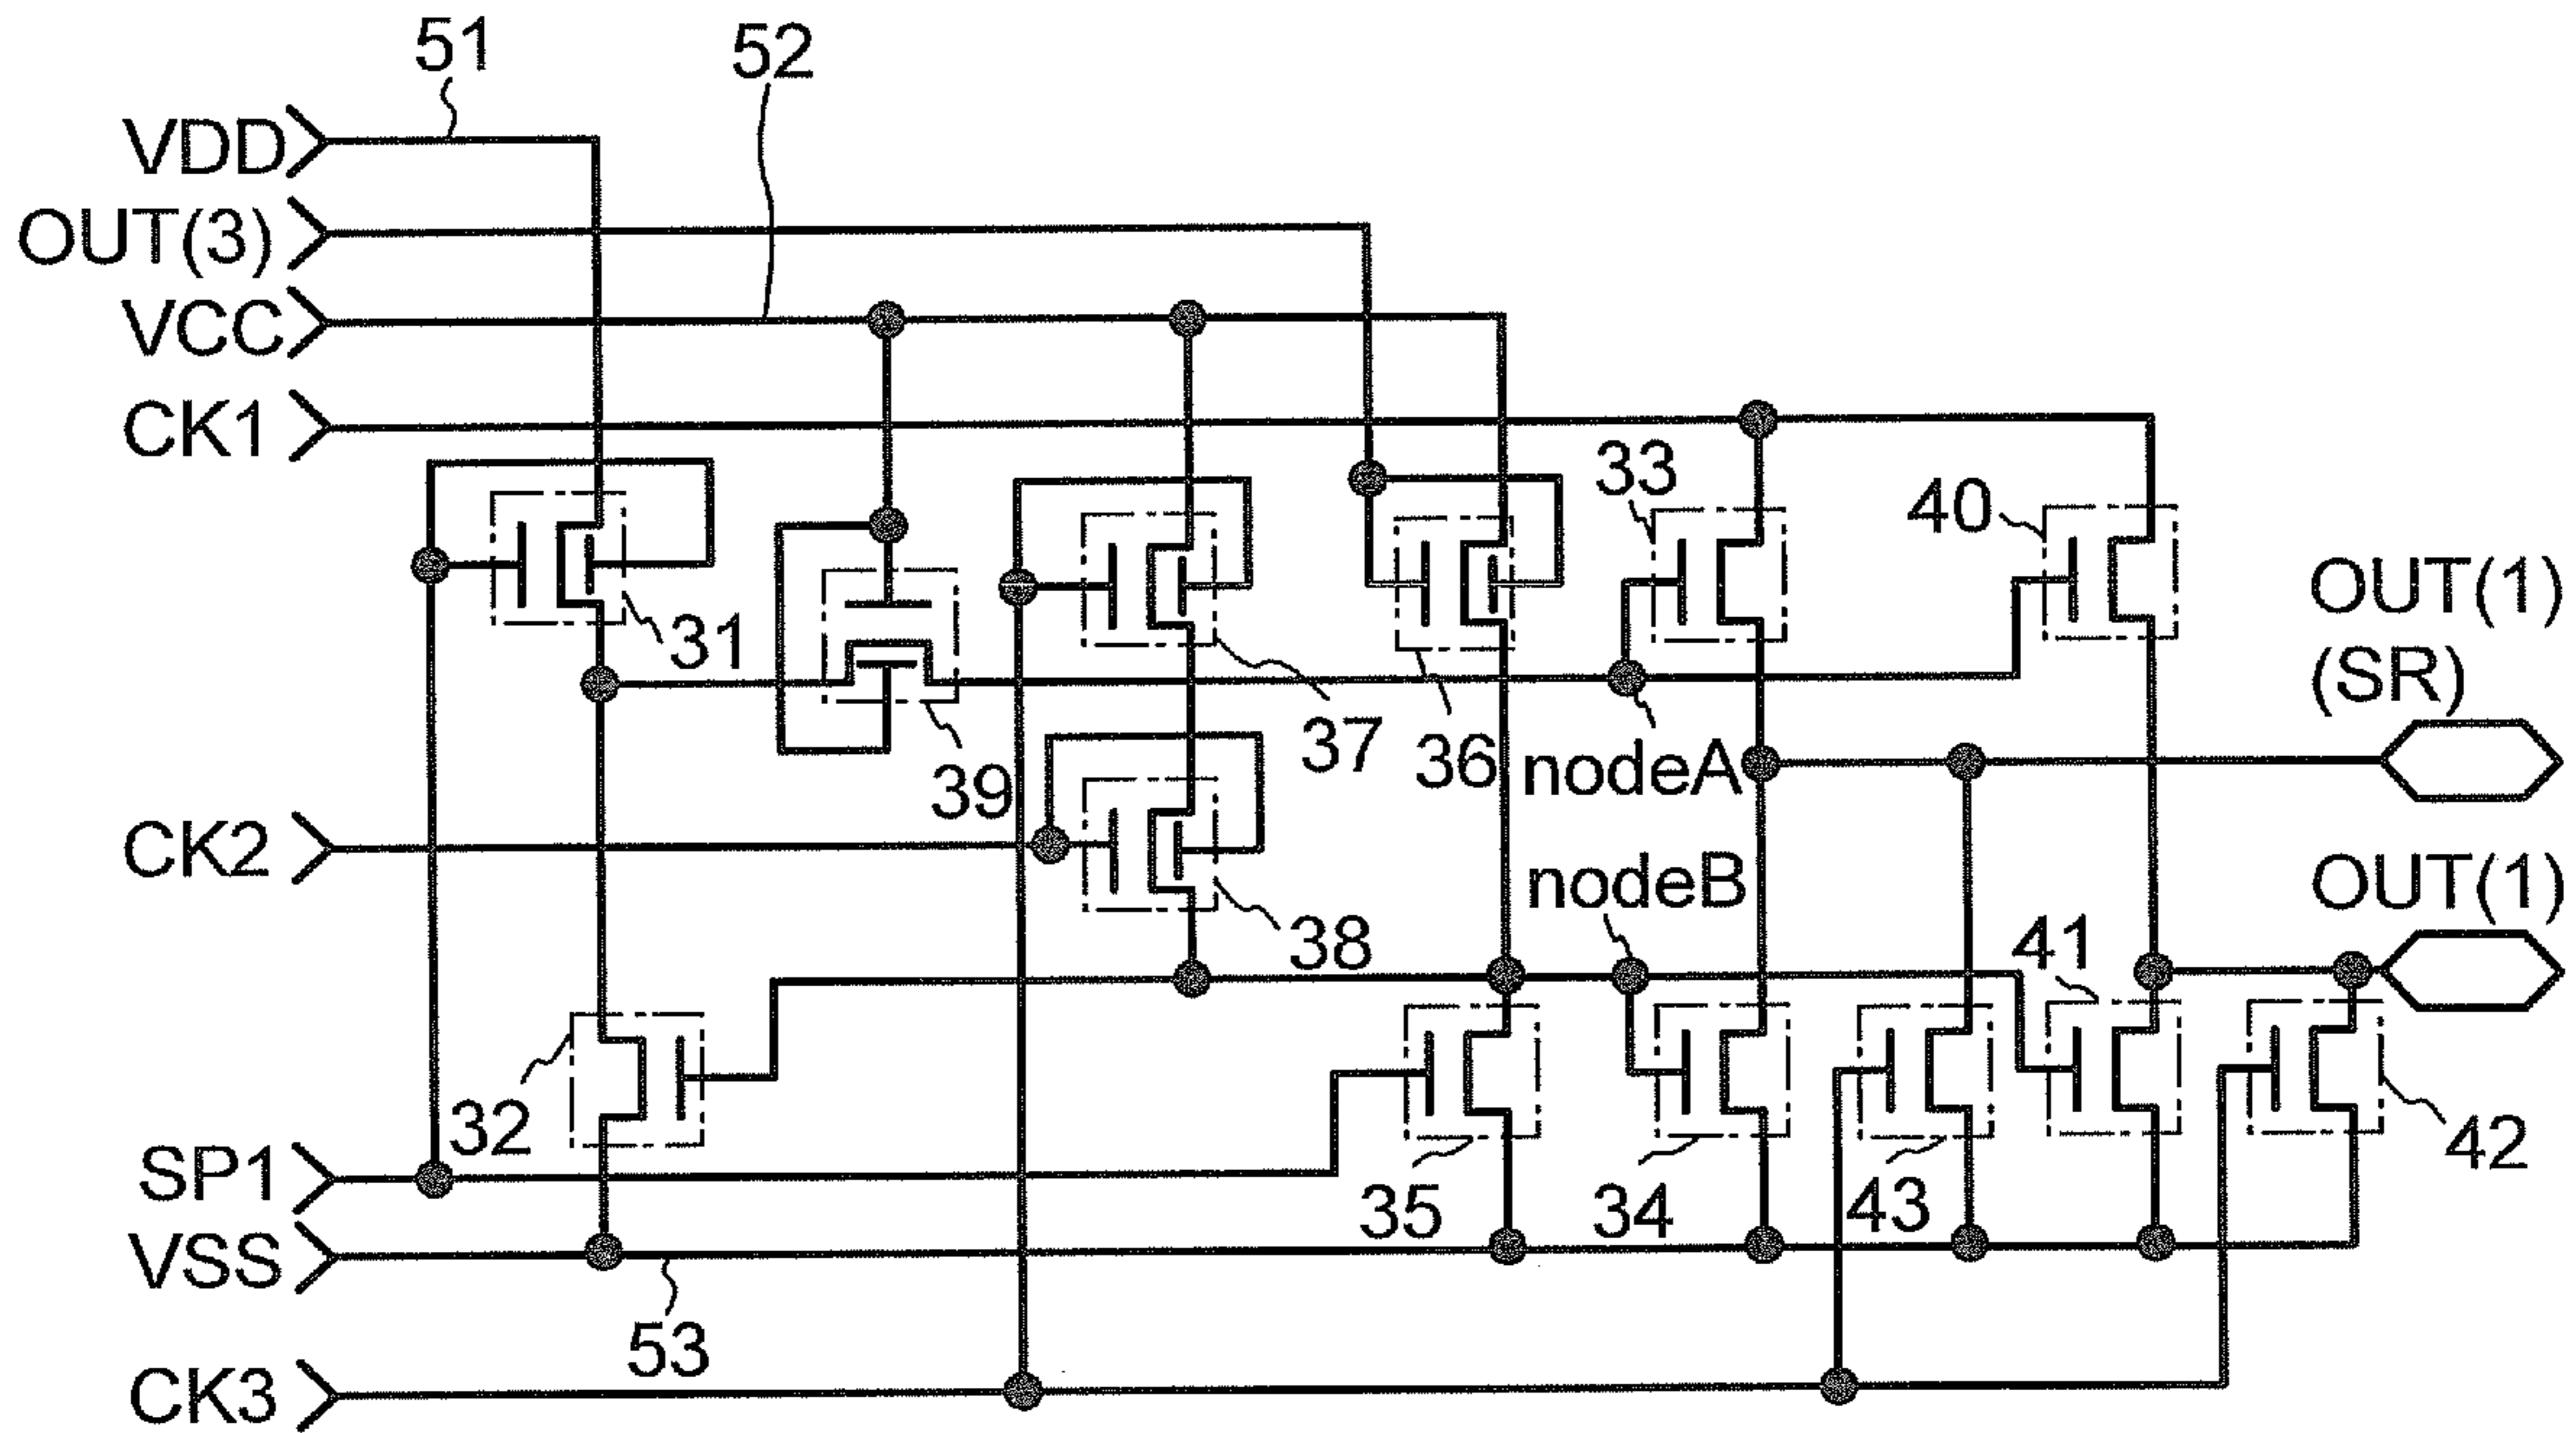 51
52
VDD
OUT(3)
VCC
CK1
33
40
OUT(1)
(SR)
31
37
36
nodeA
39
CK2
nodeB
OUT(1)
38
41
32
SP1
42
35
34
43
VSS
53
CK3